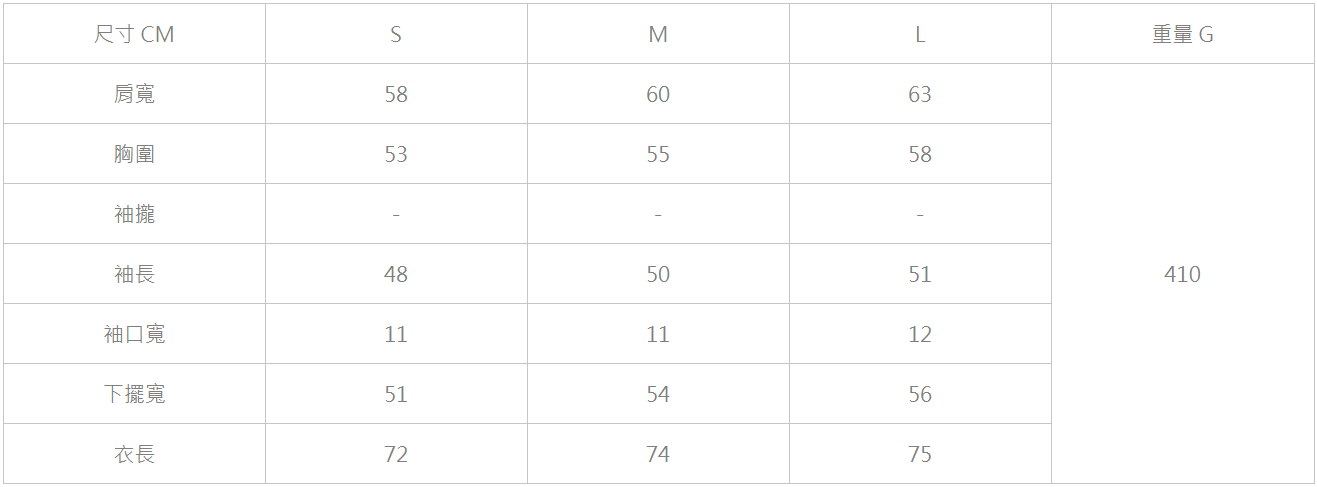 尺寸 CM S M L 重量 G
肩寬 58 60 63
胸圍 53 55 58
袖攏 - - -
袖長 48 50 51 410
袖口寬 11 11 12
下擺寬 51 54 56
衣長 72 74 75